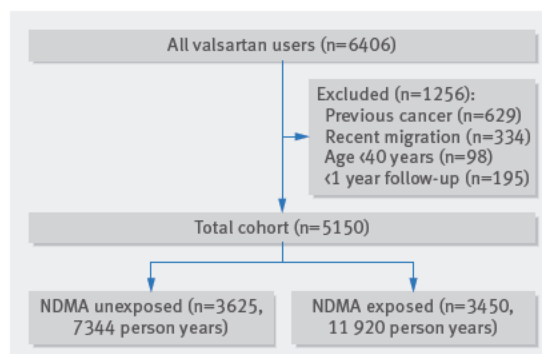 All valsartan users (n=6406)
Excluded (n=1256):
Previous cancer (n=629)
Recent migration (n=334)
Age <40 years (n=98)
<1 year follow-up (n=195)
Total cohort (n=5150)
NDMA unexposed (n=3625,
7344 person years)
NDMA exposed (n=3450,
11 920 person years)